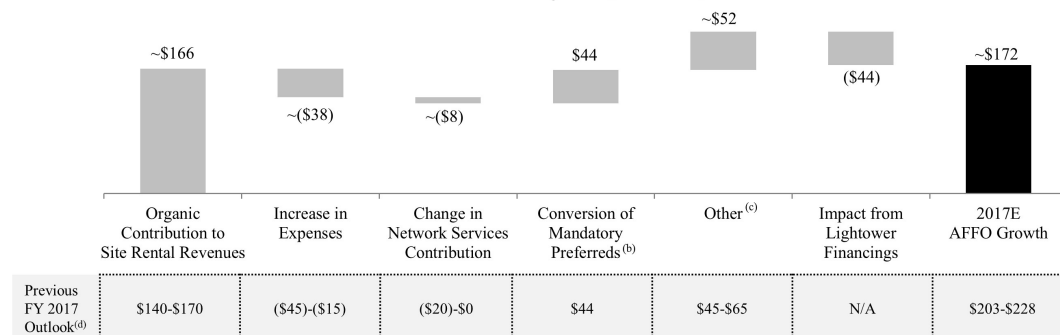 ~$166
~($38)
~($8)
$44
~$52
($44)
~$172
Organic
Contribution to
Site Rental Revenues
Increase in
Expenses
Change in
Network Services
Contribution
Conversion of
Mandatory
Preferreds (b)
Other (c)
Impact from
Lightower
Financings
2017E
AFFO Growth
Previous
FY 2017
Outlook(d)
$140-$170
($45)-($15)
($20)-$0
$44
$45-$65
N/A
$203-$228